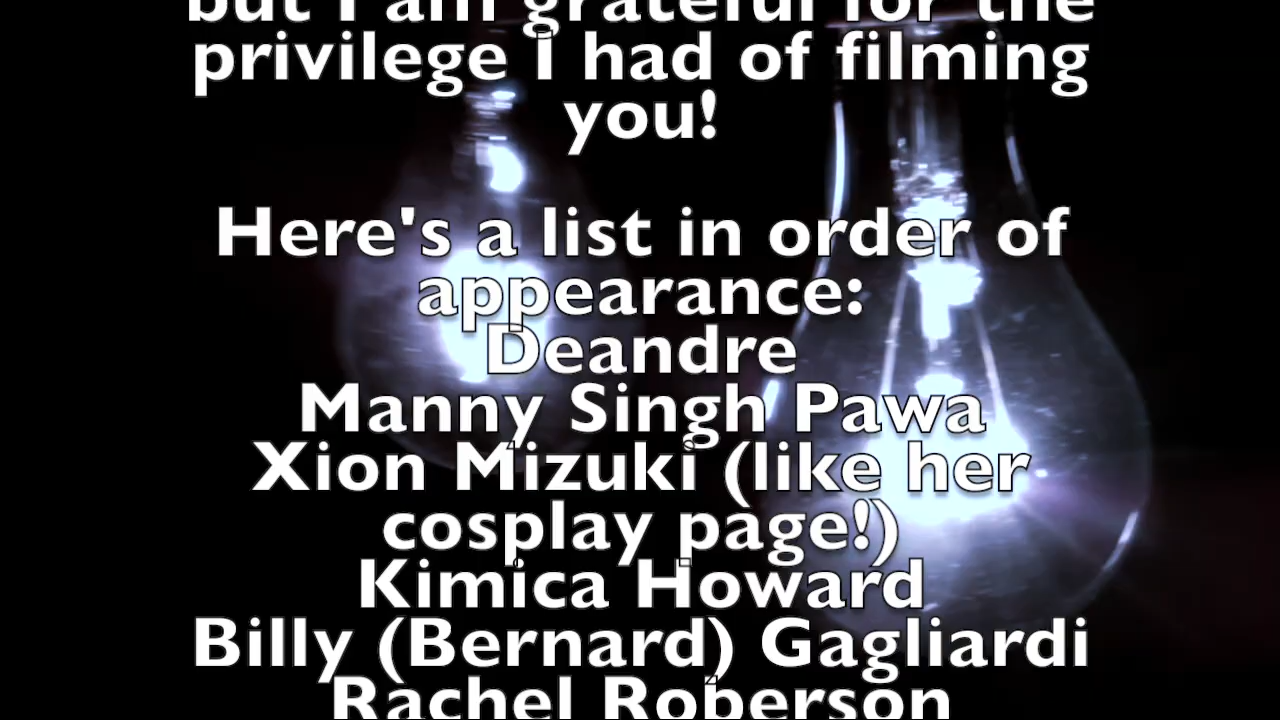 but I am grateful for the
privilege I had of filming
you!
Here's a list in order of
appearance:
Deandre
Manny Singh Pawa
Xion Mizuki (like her
cosplay page!)
Kimica Howard
Billy (Bernard) Gagliardi
Rachel Roberson